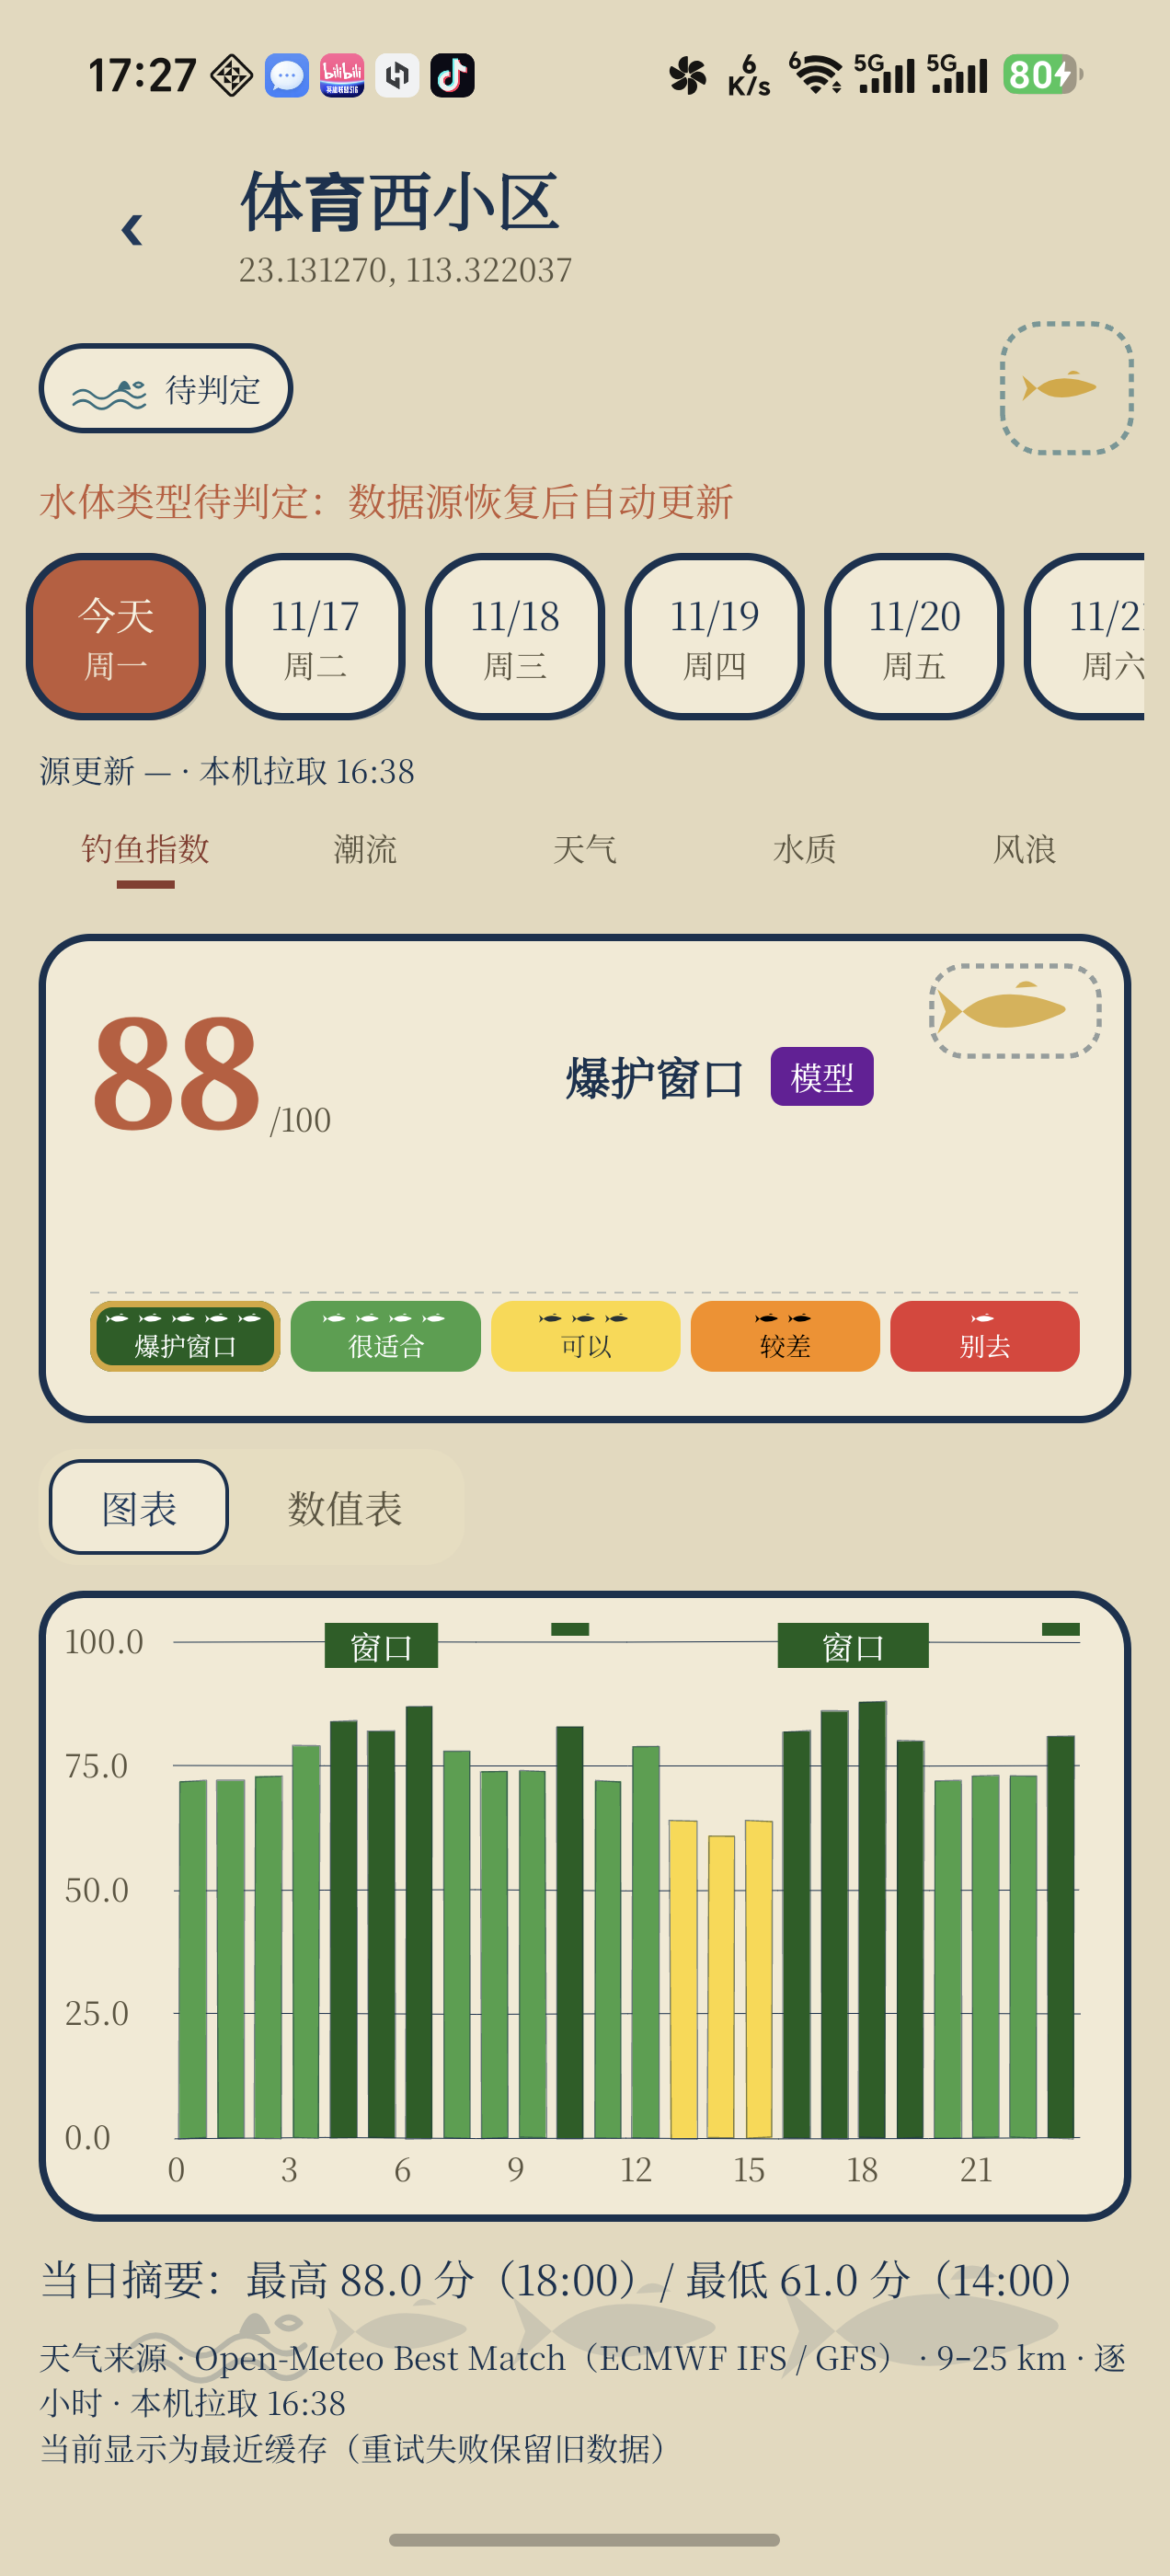 17:27
6 K/s
6
5G
5G
80
体育西小区
23.131270, 113.322037
待判定
水体类型待判定：数据源恢复后自动更新
今天 11/17 11/18 11/19 11/20 11/2
周一 周二 周三 周四 周五 周六
源更新 — · 本机拉取 16:38
钓鱼指数 潮流 天气 水质 风浪
88 /100 爆护窗口 模型
爆护窗口 很适合 可以 较差 别去
图表 数值表
100.0 窗口 窗口
75.0
50.0
25.0
0.0
0 3 6 9 12 15 18 21
当日摘要：最高 88.0 分（18:00）/ 最低 61.0 分（14:00）
天气来源 · Open-Meteo Best Match（ECMWF IFS / GFS） · 9–25 km · 逐
小时 · 本机拉取 16:38
当前显示为最近缓存（重试失败保留旧数据）